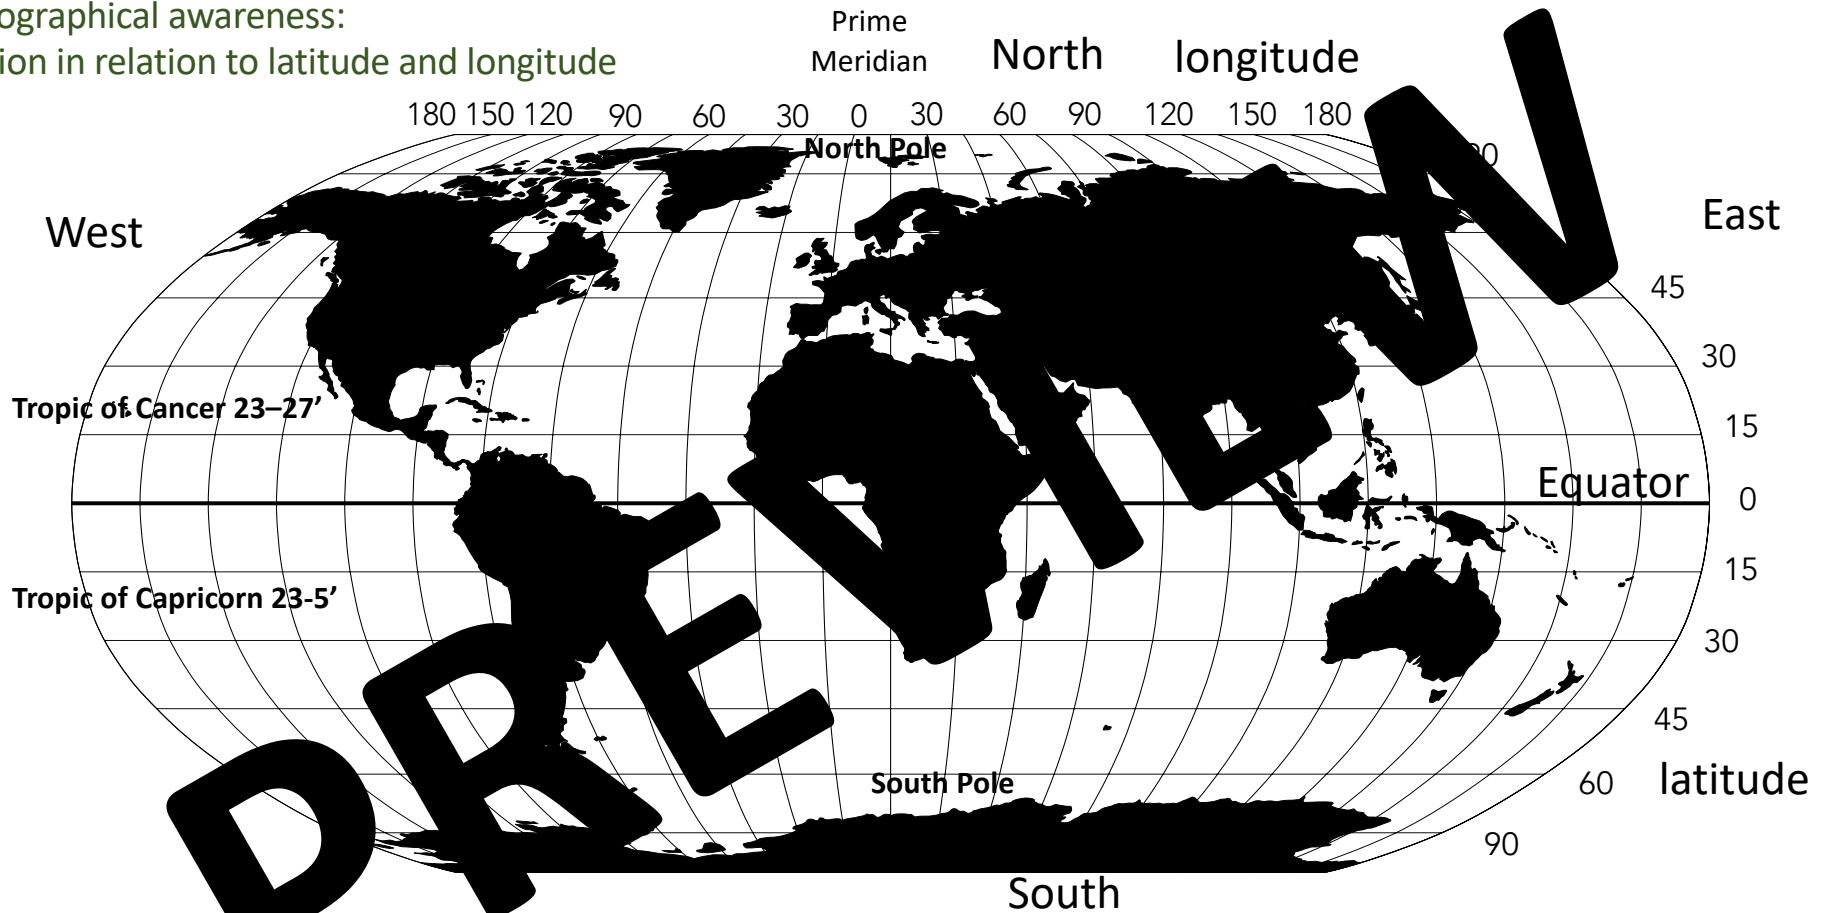 ographical awareness:
ion in relation to latitude and longitude
Prime
Meridian
North longitude
180 150 120 90 60 30 0 30 60 90 120 150 180
North Pole
West
East
45
30
Tropic of Cancer 23–27’
15
Equator
0
15
Tropic of Capricorn 23-5’
30
45
South Pole
60 latitude
90
South
PREVIEW